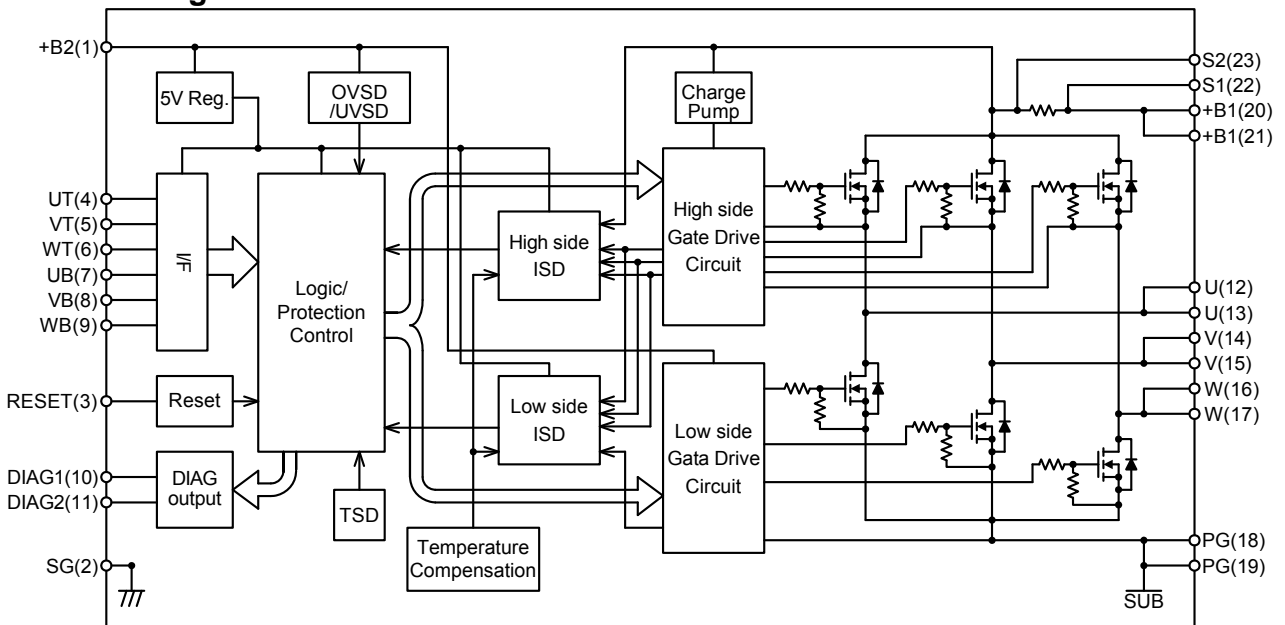 +B2(1)
5V Reg.
OVSD
/UVSD
Charge
Pump
S2(23)
S1(22)
+B1(20)
+B1(21)
UT(4)
VT(5)
WT(6)
UB(7)
VB(8)
WB(9)
I/F
Logic/
Protection
Control
High side
ISD
High side
Gate Drive
Circuit
U(12)
U(13)
V(14)
V(15)
W(16)
W(17)
RESET(3)
Reset
Low side
ISD
Low side
Gata Drive
Circuit
DIAG1(10)
DIAG2(11)
DIAG
output
TSD
Temperature
Compensation
SG(2)
PG(18)
PG(19)
SUB